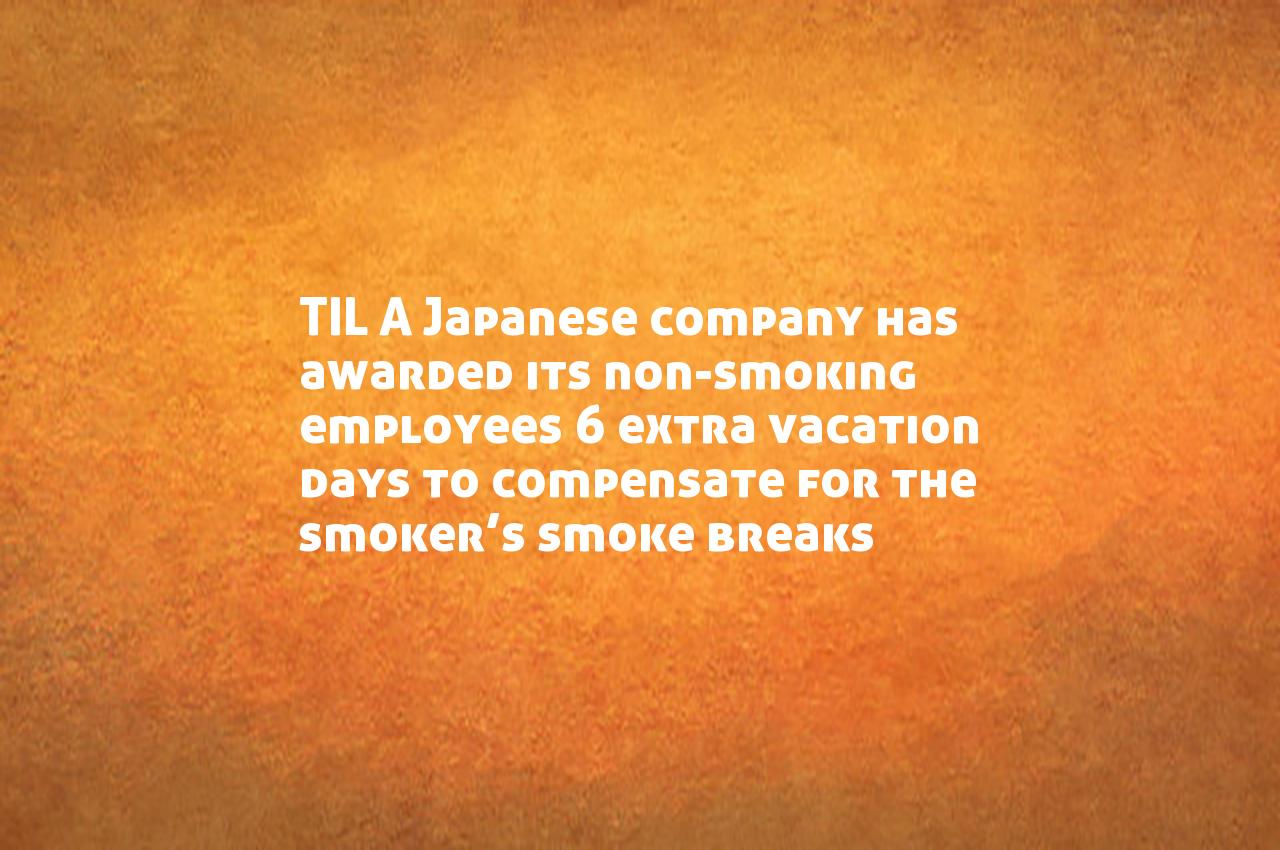 TIL A Japanese company has
awarded its non-smoking
employees 6 extra vacation
days to compensate for the
smoker's smoke breaks